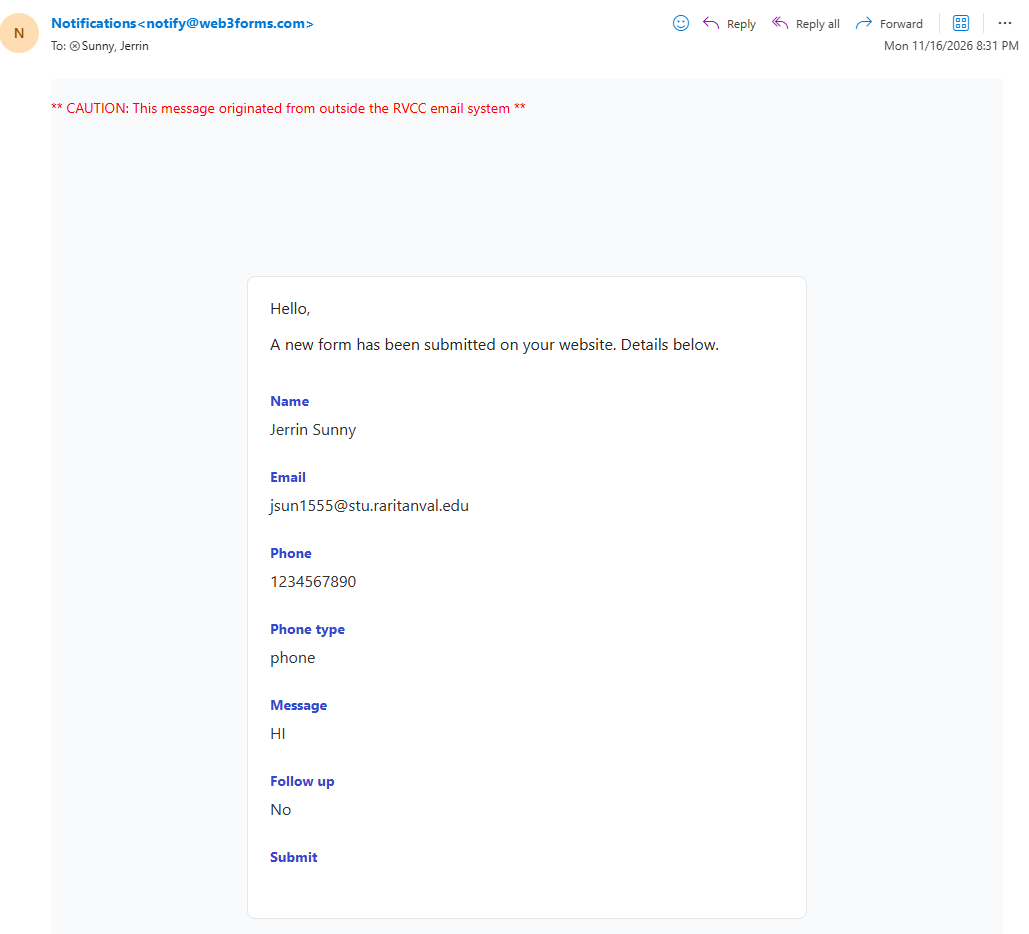 N
Notifications<notify@web3forms.com>
Reply
Reply all
Forward
To: Sunny, Jerrin
Mon 11/16/2026 8:31 PM
** CAUTION: This message originated from outside the RVCC email system **
Hello,
A new form has been submitted on your website. Details below.
Name
Jerrin Sunny
Email
jsun1555@stu.raritanval.edu
Phone
1234567890
Phone type
phone
Message
HI
Follow up
No
Submit